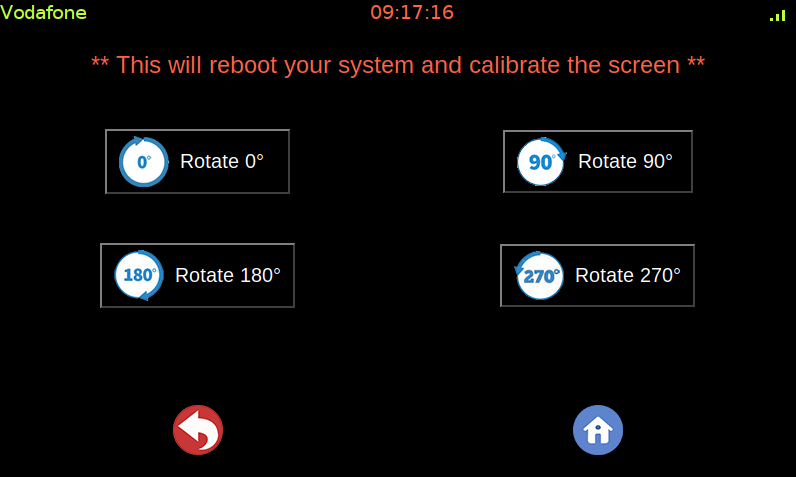 Vodafone 09:17:16
** This will reboot your system and calibrate the screen **
0° Rotate 0°
90° Rotate 90°
180° Rotate 180°
270° Rotate 270°